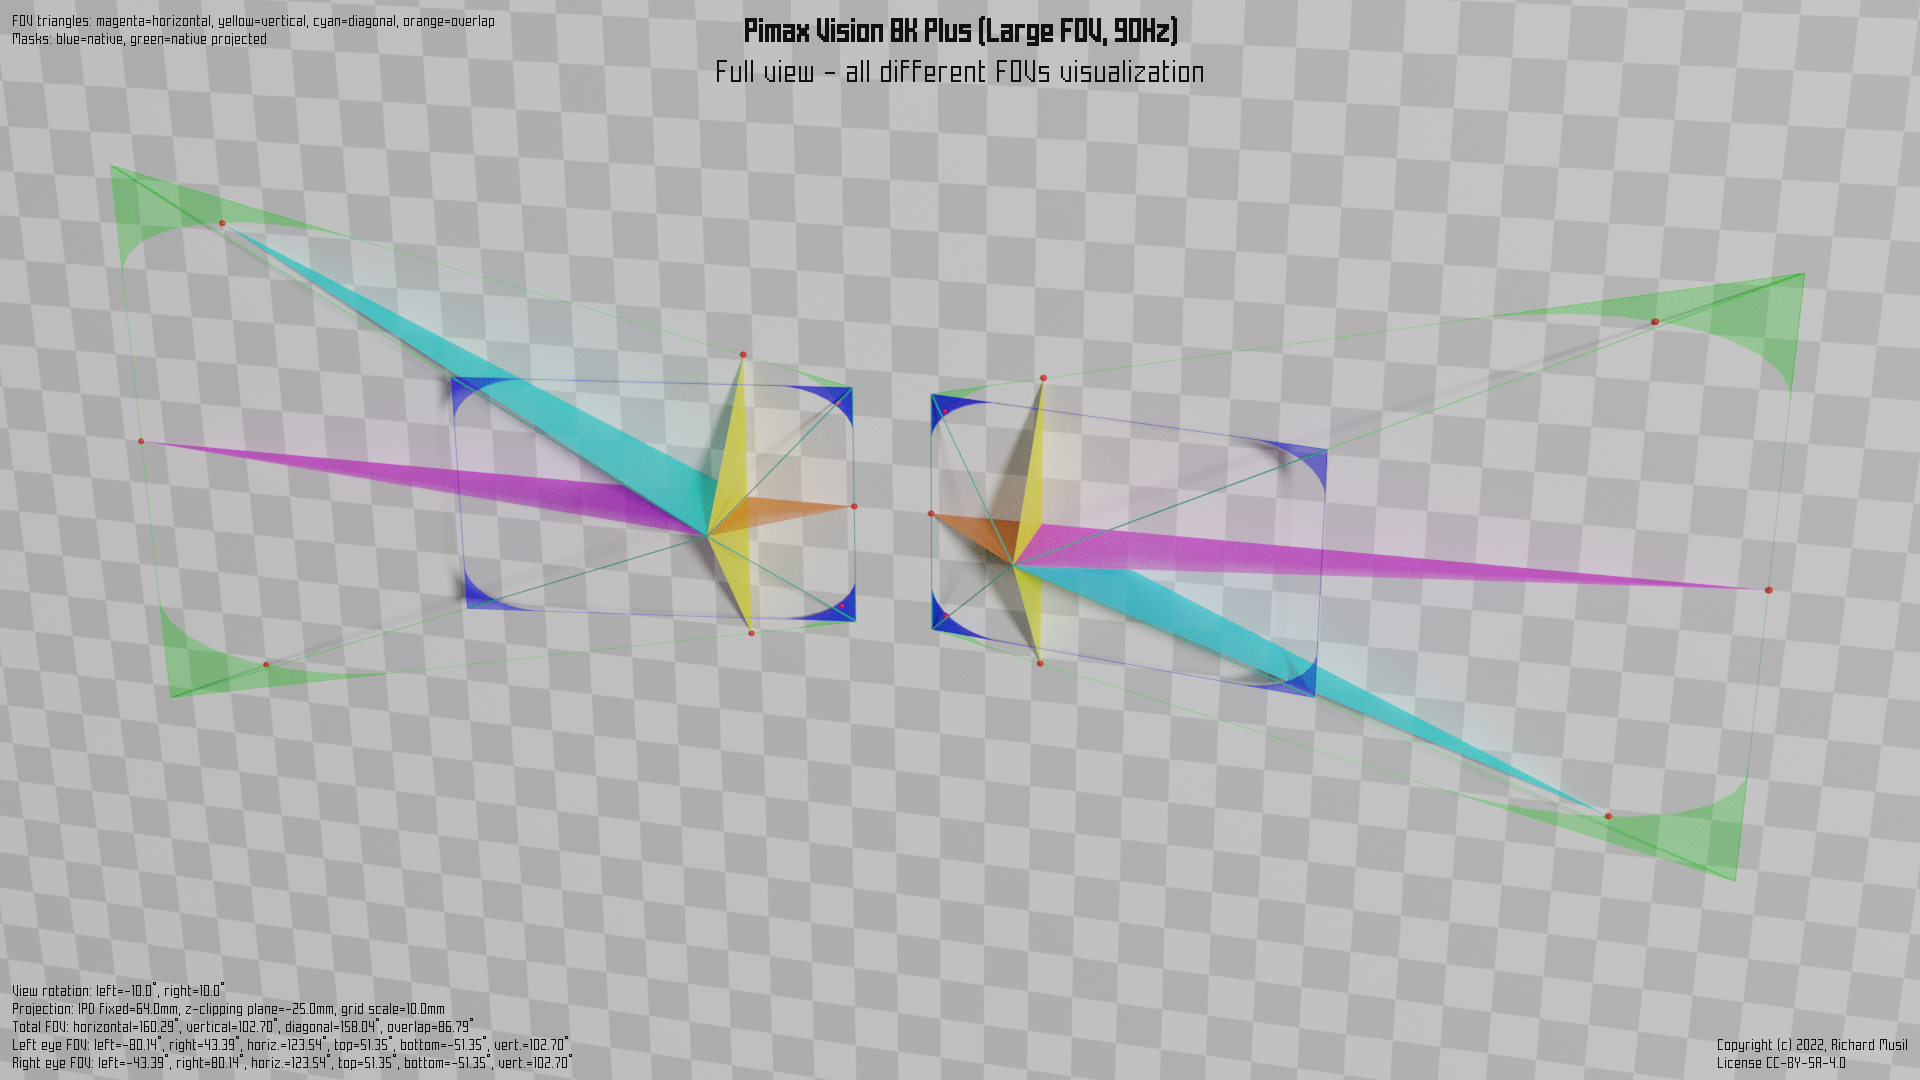 FOV triangles: magenta=horizontal, yellow=vertical, cyan=diagonal, orange=overlap
Masks: blue=native, green=native projected
Pimax Vision 8K Plus (Large FOV, 90Hz)
Full view - all different FOVs visualization
View rotation: left=-10.0°, right=10.0°
Projection: IPD fixed=64.0mm, z-clipping plane=-25.0mm, grid scale=10.0mm
Total FOV: horizontal=160.29°, vertical=102.70°, diagonal=158.04°, overlap=86.79°
Left eye FOV: left=-80.14°, right=43.39°, horiz.=123.54°, top=51.35°, bottom=-51.35°, vert.=102.70°
Right eye FOV: left=-43.39°, right=80.14°, horiz.=123.54°, top=51.35°, bottom=-51.35°, vert.=102.70°
Copyright (c) 2022, Richard Musil
License CC-BY-SA-4.0